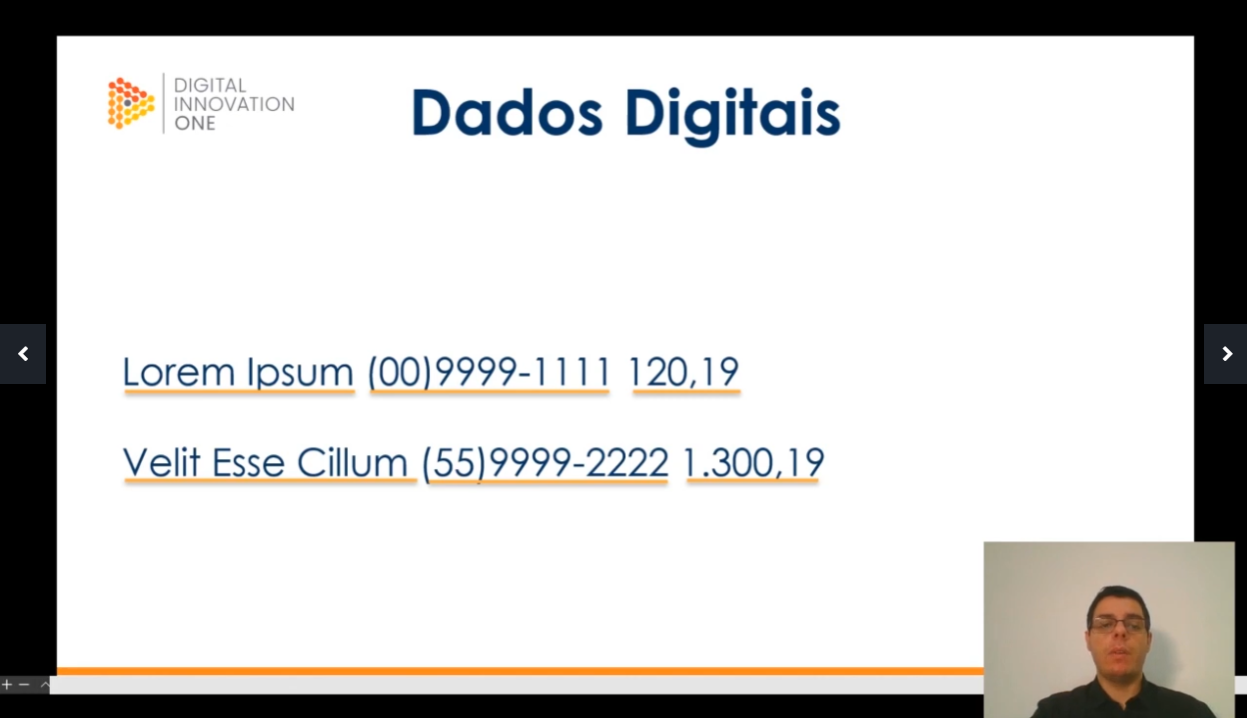 DIGITAL
INNOVATION
ONE
Dados Digitais
Lorem Ipsum (00)9999-1111 120,19
Velit Esse Cillum (55)9999-2222 1.300,19